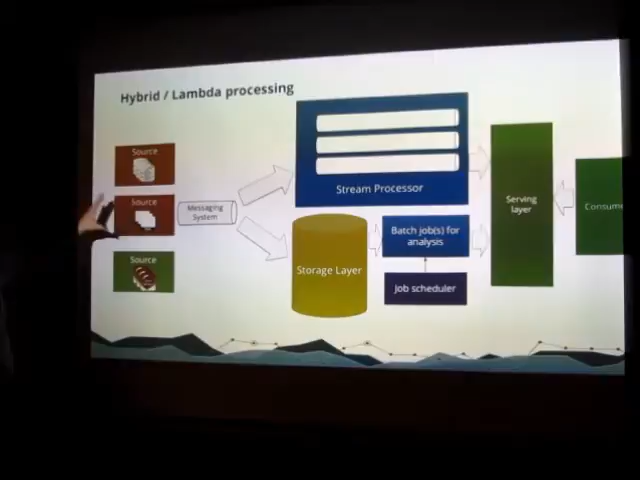 Hybrid / Lambda processing
Source
Source
Source
Messaging
System
Stream Processor
Storage Layer
Batch job(s) for
analysis
Job scheduler
Serving
layer
Consum